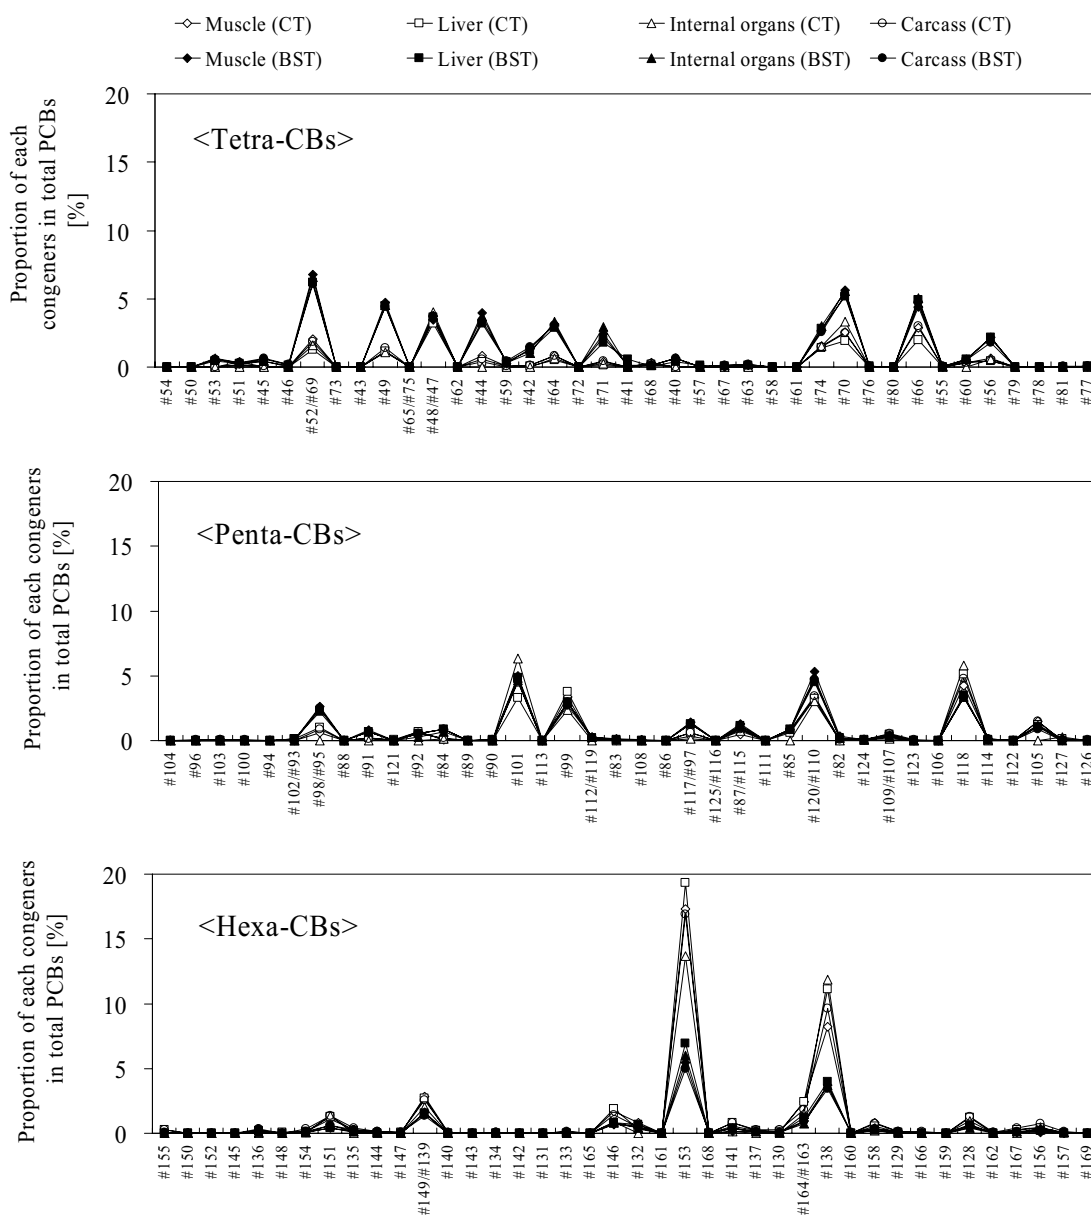 Muscle (CT) Liver (CT) Internal organs (CT) Carcass (CT)
Muscle (BST) Liver (BST) Internal organs (BST) Carcass (BST)
Proportion of each
congeners in total PCBs
[%]
20
15
10
5
0
<Tetra-CBs>
#54 #50 #53 #51 #45 #46 #52/#69 #73 #43 #49 #65/#75 #48/#47 #62 #44 #59 #42 #64 #72 #71 #41 #68 #40 #57 #67 #63 #58 #61 #74 #70 #76 #80 #66 #55 #60 #56 #79 #78 #81 #77
Proportion of each congeners
in total PCBs [%]
20
15
10
5
0
<Penta-CBs>
#104 #96 #103 #100 #94 #102/#93 #98/#95 #88 #91 #121 #92 #84 #89 #90 #101 #113 #99 #112/#119 #83 #108 #86 #117/#97 #125/#116 #87/#115 #111 #85 #120/#110 #82 #124 #109/#107 #123 #106 #118 #114 #122 #105 #127 #126
Proportion of each congeners
in total PCBs [%]
20
15
10
5
0
<Hexa-CBs>
#155 #150 #152 #145 #136 #148 #154 #151 #135 #144 #147 #149/#139 #140 #143 #134 #142 #131 #133 #165 #146 #132 #161 #153 #168 #141 #137 #130 #164/#163 #138 #160 #158 #129 #166 #159 #128 #162 #167 #156 #157 #169